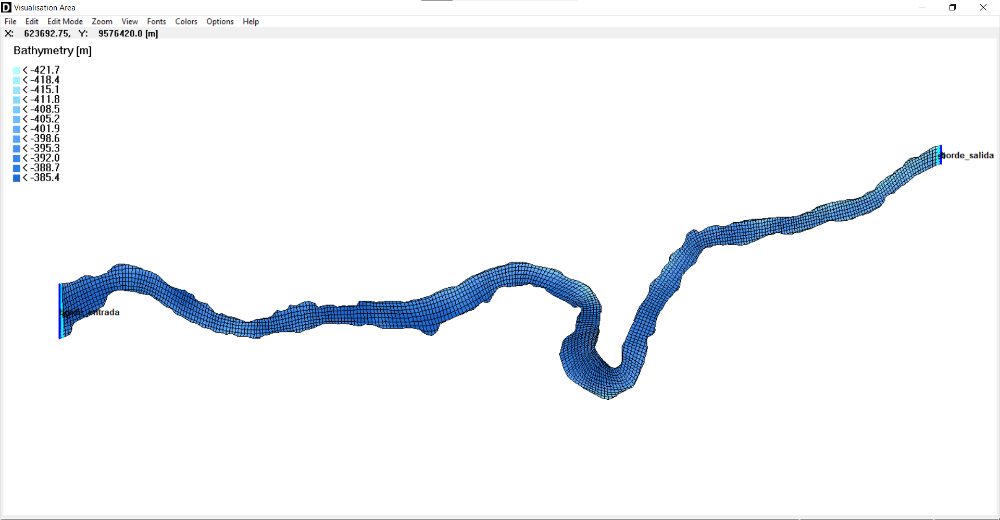 D Visualisation Area
File Edit Edit Mode Zoom View Fonts Colors Options Help
X: 623692.75, Y: 9576420.0 [m]
Bathymetry [m]
< -421.7
< -418.4
< -415.1
< -411.8
< -408.5
< -405.2
< -401.9
< -398.6
< -395.3
< -392.0
< -388.7
< -385.4
borde_salida
borde_entrada